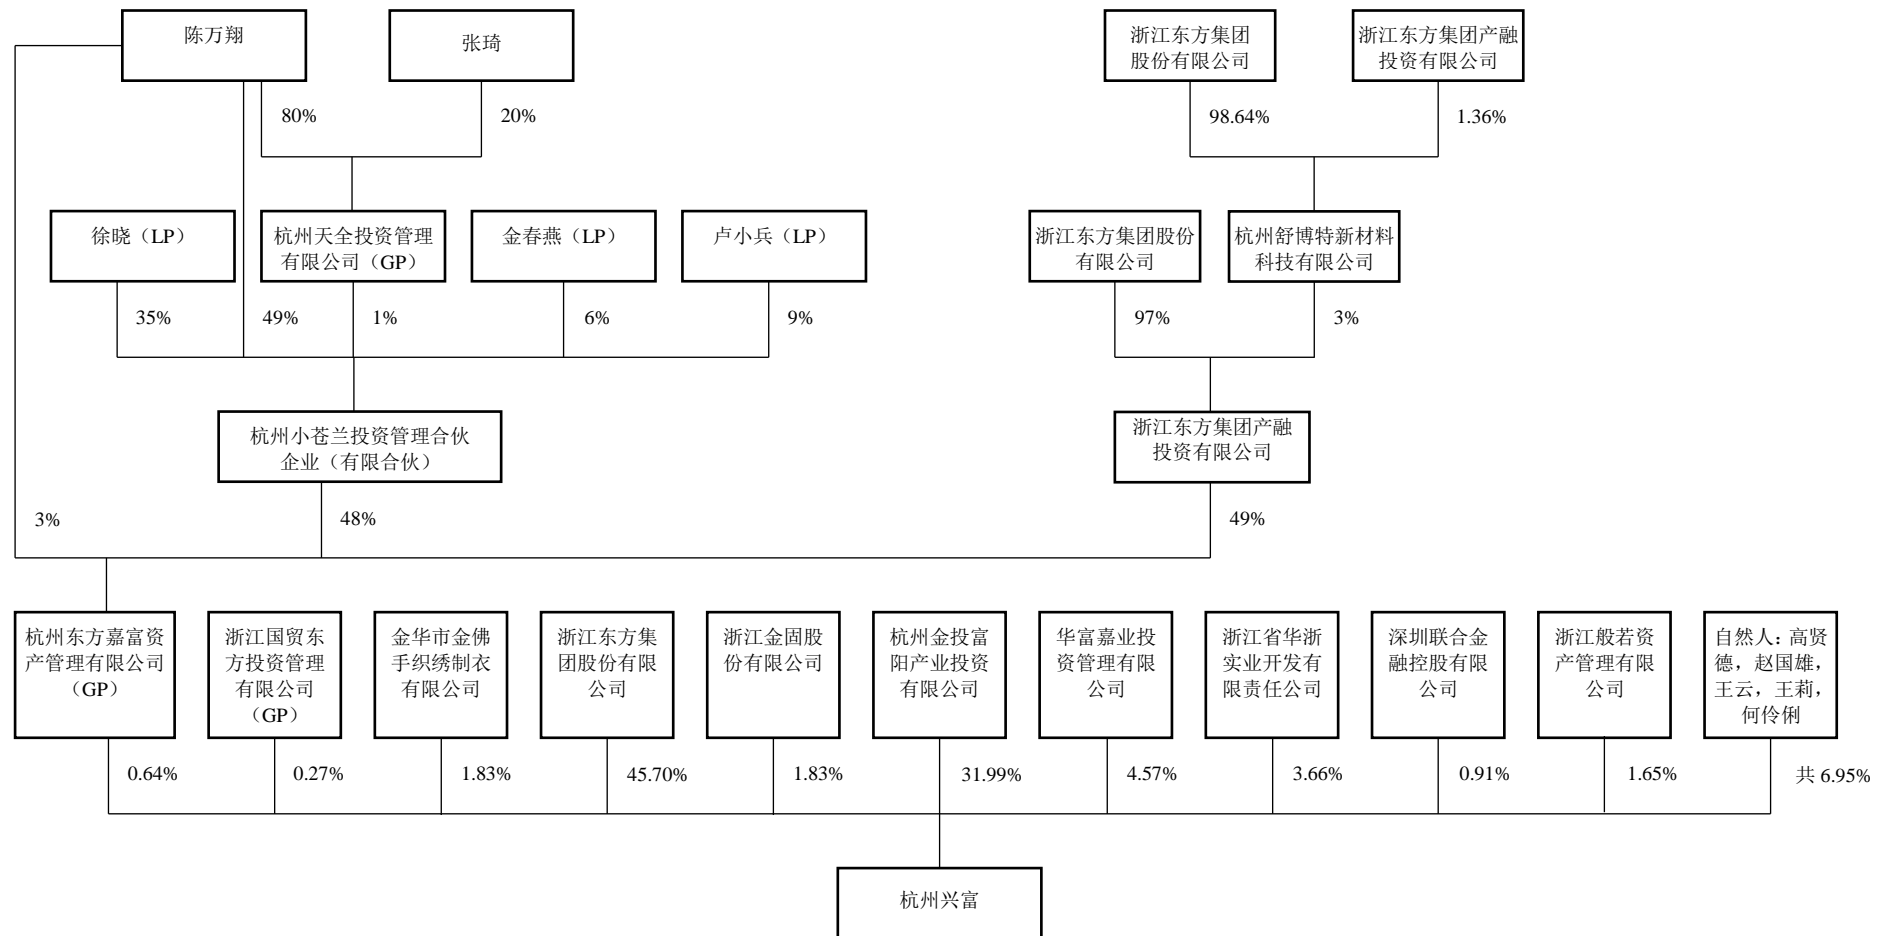 陈万翔
张琦
浙江东方集团
股份有限公司
浙江东方集团产融
投资有限公司
80%
20%
98.64%
1.36%
徐晓（LP）
杭州天全投资管理
有限公司（GP）
金春燕（LP）
卢小兵（LP）
浙江东方集团股份
有限公司
杭州舒博特新材料
科技有限公司
35%
49%
1%
6%
9%
97%
3%
杭州小苍兰投资管理合伙
企业（有限合伙）
浙江东方集团产融
投资有限公司
3%
48%
49%
杭州东方嘉富资
产管理有限公司
（GP）
浙江国贸东
方投资管理
有限公司
（GP）
金华市金佛
手织绣制衣
有限公司
浙江东方集
团股份有限
公司
浙江金固股
份有限公司
杭州金投富
阳产业投资
有限公司
华富嘉业投
资管理有限
公司
浙江省华浙
实业开发有
限责任公司
深圳联合金
融控股有限
公司
浙江般若资
产管理有限
公司
自然人：高贤
德，赵国雄，
王云，王莉，
何伶俐
0.64%
0.27%
1.83%
45.70%
1.83%
31.99%
4.57%
3.66%
0.91%
1.65%
共 6.95%
杭州兴富